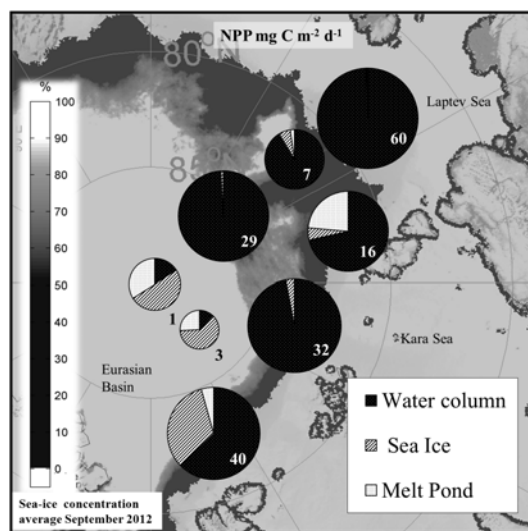 NPP mg C m-2 d-1
80°N
Laptev Sea
%
100
90
80
70
60
50
40
30
20
10
0
85°
60
7
29
16
1
3
32
Kara Sea
Eurasian
Basin
40
Water column
Sea Ice
Melt Pond
Sea-ice concentration
average September 2012